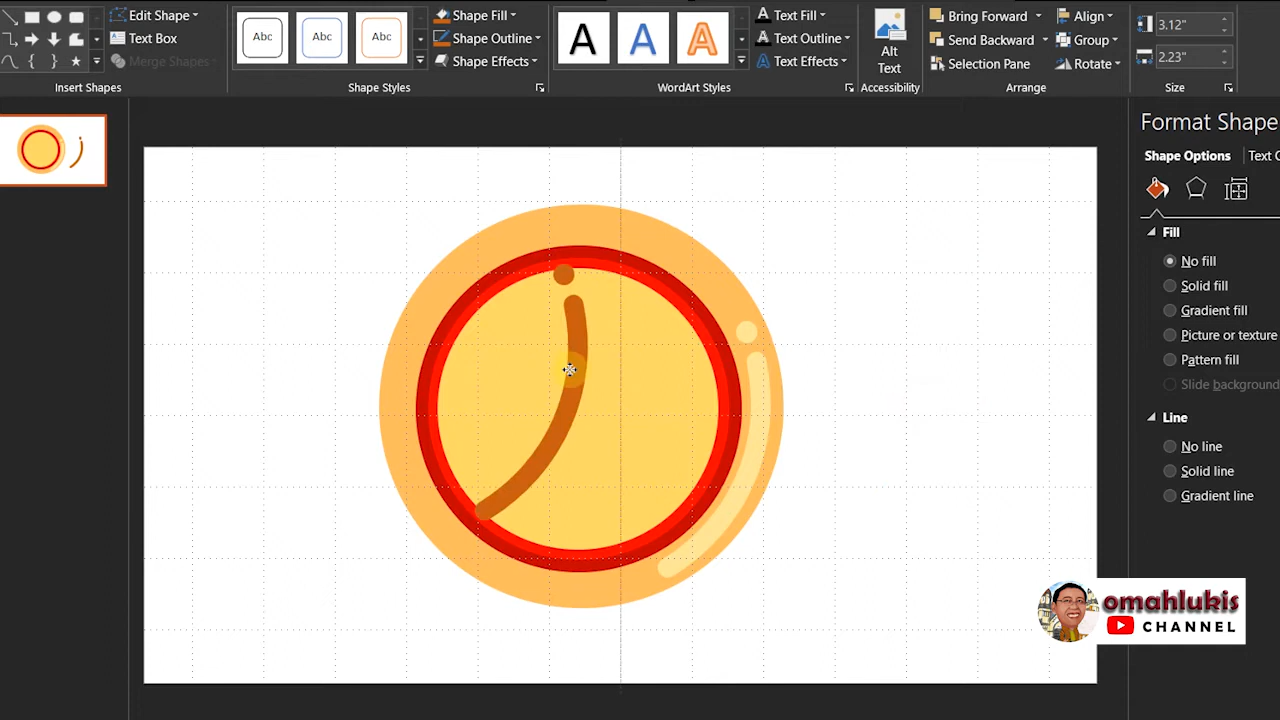 Edit Shape
Text Box
Merge Shapes
Insert Shapes
Abc
Abc
Abc
Shape Fill
Shape Outline
Shape Effects
Shape Styles
A
A
A
Text Fill
Text Outline
Text Effects
WordArt Styles
Alt
Text
Accessibility
Bring Forward
Send Backward
Selection Pane
Align
Group
Rotate
Arrange
3.12"
2.23"
Size
Format Shape
Shape Options
Text O
Fill
No fill
Solid fill
Gradient fill
Picture or texture
Pattern fill
Slide background
Line
No line
Solid line
Gradient line
omahlukis
CHANNEL